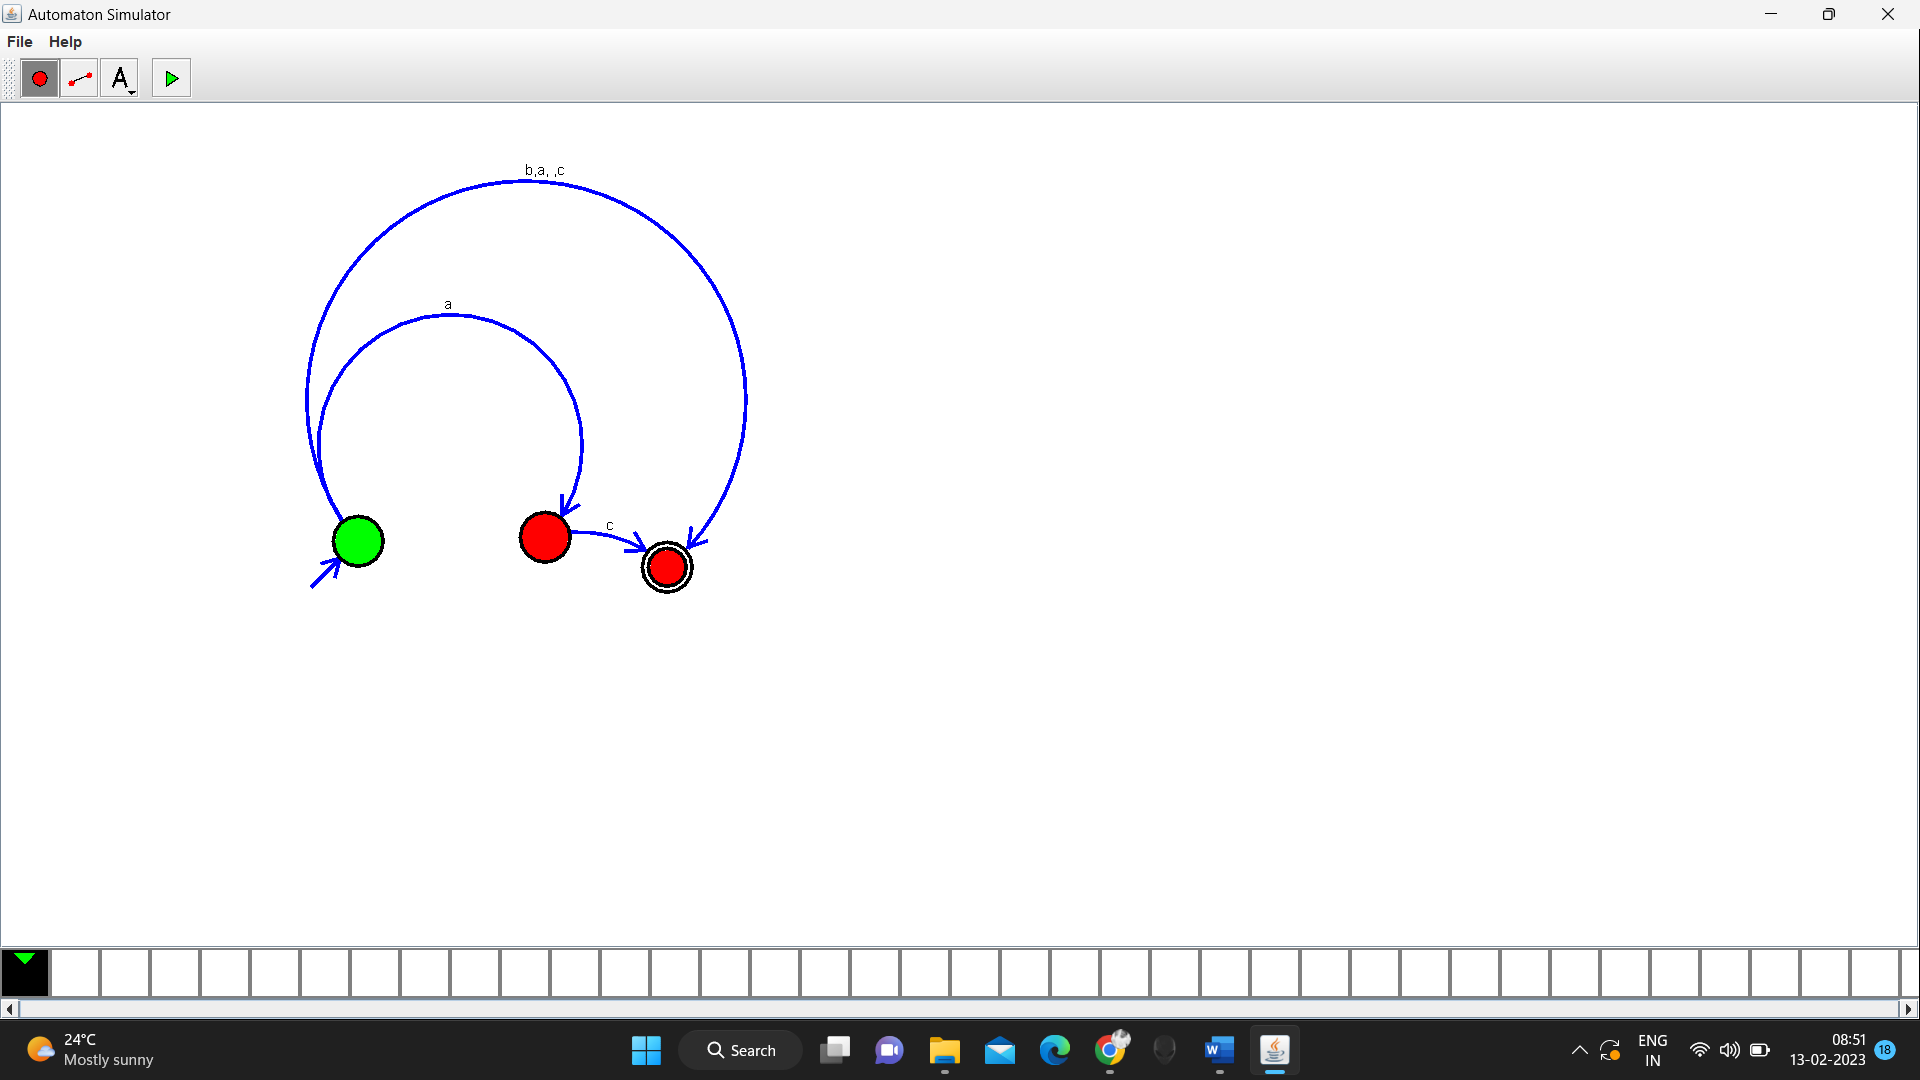 Automaton Simulator
File Help
A
b,a, ,c
a
c
24°C
Mostly sunny
Search
W
ENG
IN
08:51
13-02-2023
18